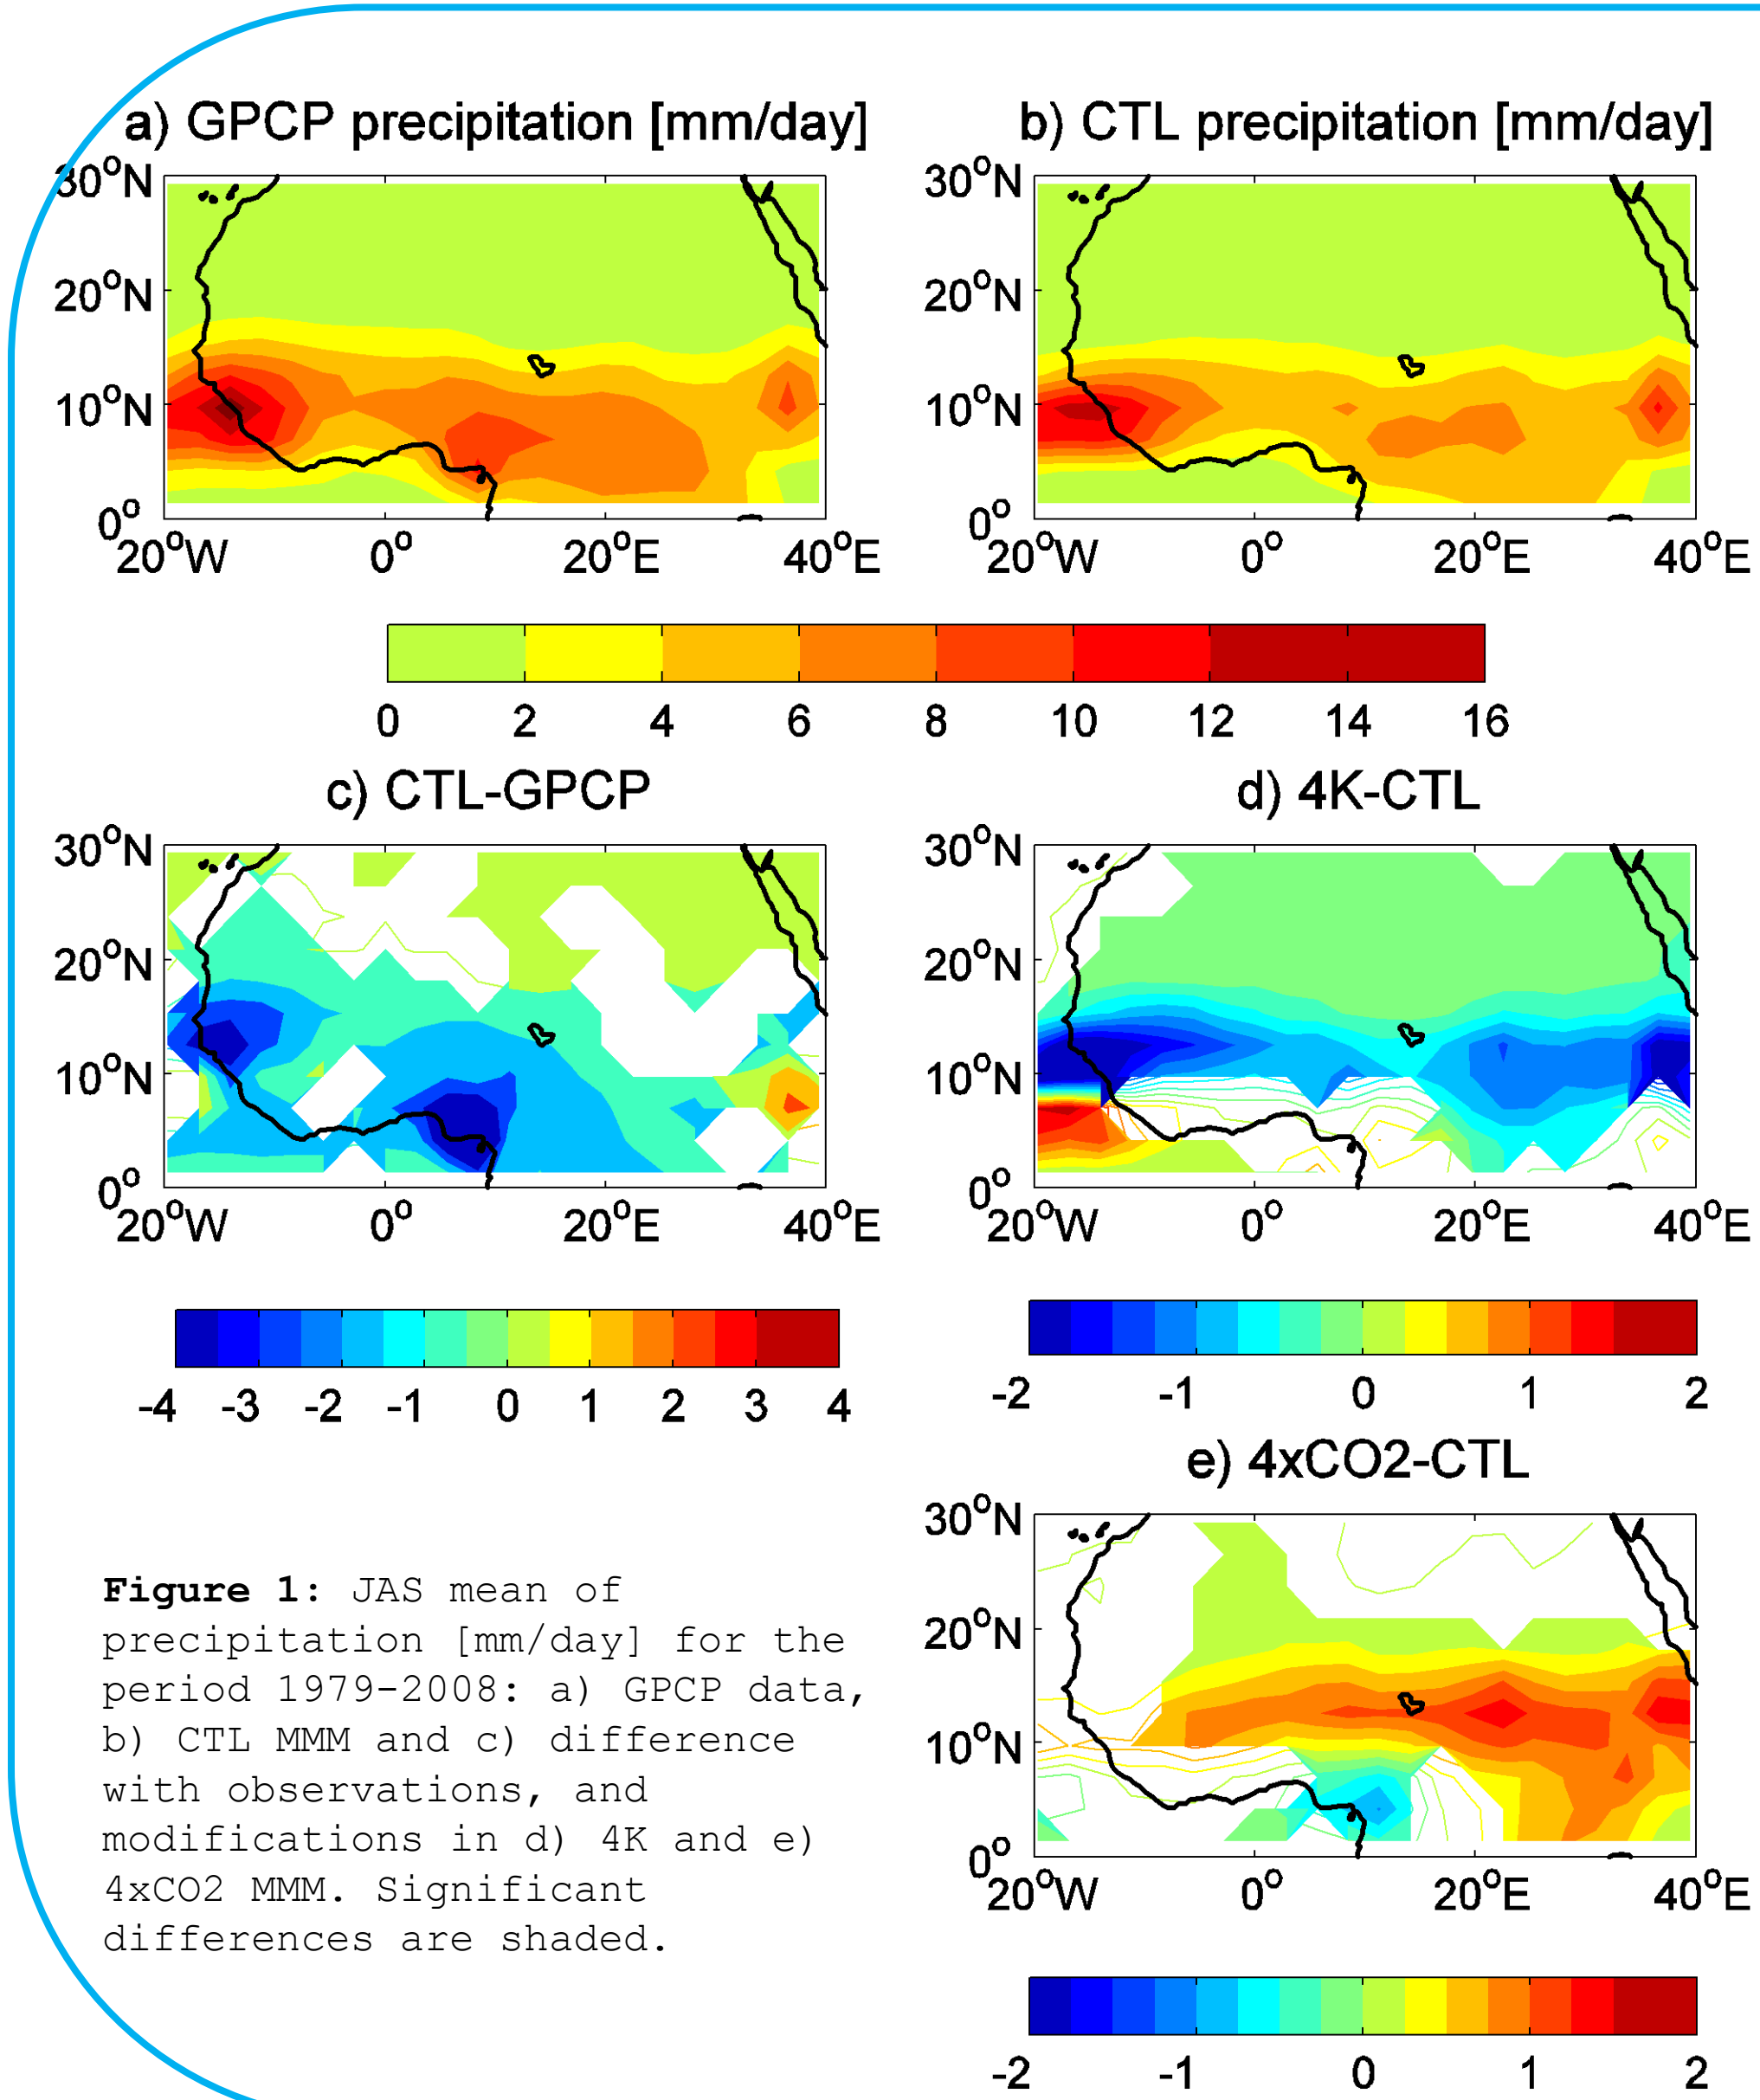 a) GPCP precipitation [mm/day]
b) CTL precipitation [mm/day]
30°N
20°N
10°N
0°
20°W 0° 20°E 40°E
30°N
20°N
10°N
0°
20°W 0° 20°E 40°E
0 2 4 6 8 10 12 14 16
c) CTL-GPCP
d) 4K-CTL
30°N
20°N
10°N
0°
20°W 0° 20°E 40°E
30°N
20°N
10°N
0°
20°W 0° 20°E 40°E
-4 -3 -2 -1 0 1 2 3 4
-2 -1 0 1 2
e) 4xCO2-CTL
30°N
20°N
10°N
0°
20°W 0° 20°E 40°E
-2 -1 0 1 2
Figure 1: JAS mean of
precipitation [mm/day] for the
period 1979-2008: a) GPCP data,
b) CTL MMM and c) difference
with observations, and
modifications in d) 4K and e)
4xCO2 MMM. Significant
differences are shaded.